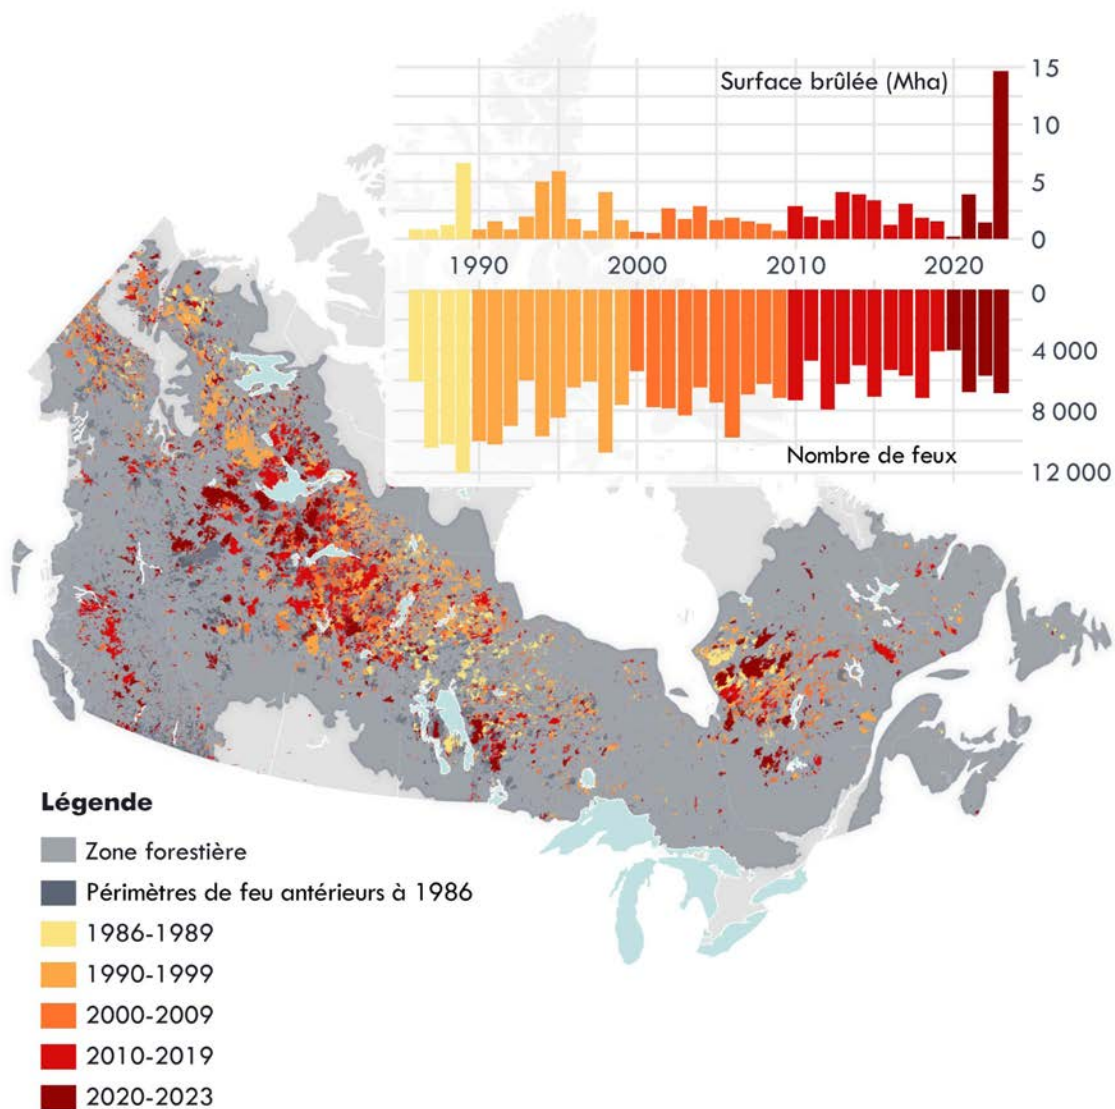 Surface brûlée (Mha)
15
10
5
0
1990 2000 2010 2020
0
4 000
8 000
12 000
Nombre de feux
Légende
Zone forestière
Périmètres de feu antérieurs à 1986
1986-1989
1990-1999
2000-2009
2010-2019
2020-2023